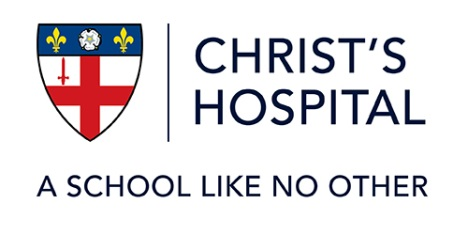 CHRIST'S
HOSPITAL
A SCHOOL LIKE NO OTHER